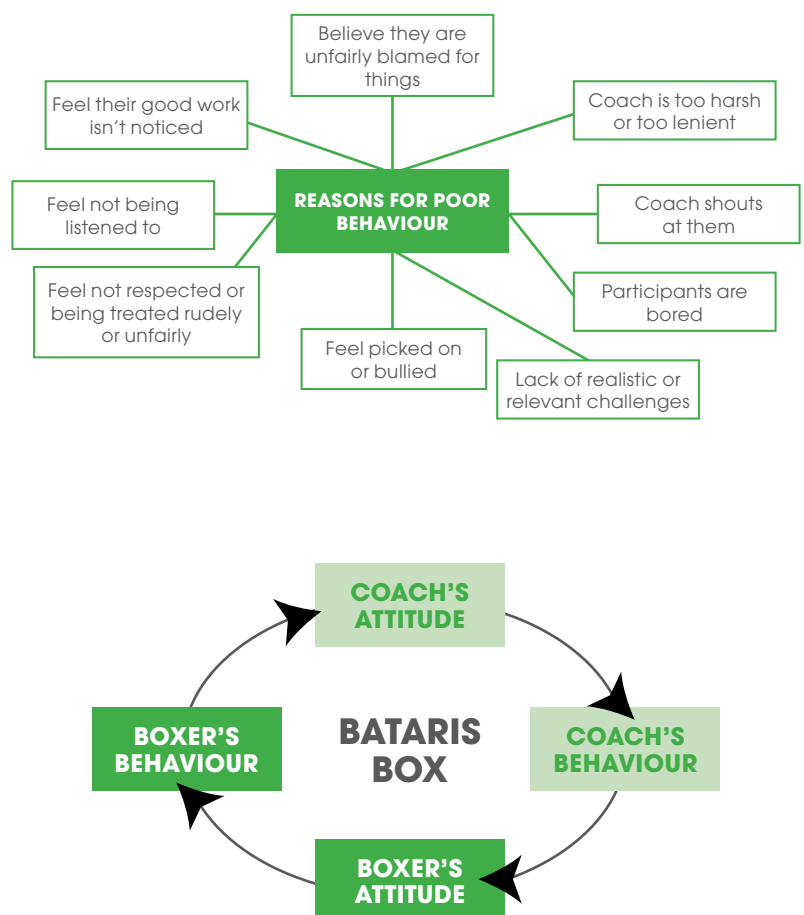 Believe they are
unfairly blamed for
things
Feel their good work
isn't noticed
Coach is too harsh
or too lenient
REASONS FOR POOR
BEHAVIOUR
Feel not being
listened to
Coach shouts
at them
Feel not respected or
being treated rudely
or unfairly
Participants are
bored
Feel picked on
or bullied
Lack of realistic or
relevant challenges
COACH'S
ATTITUDE
BOXER'S
BEHAVIOUR
BATARIS
BOX
COACH'S
BEHAVIOUR
BOXER'S
ATTITUDE